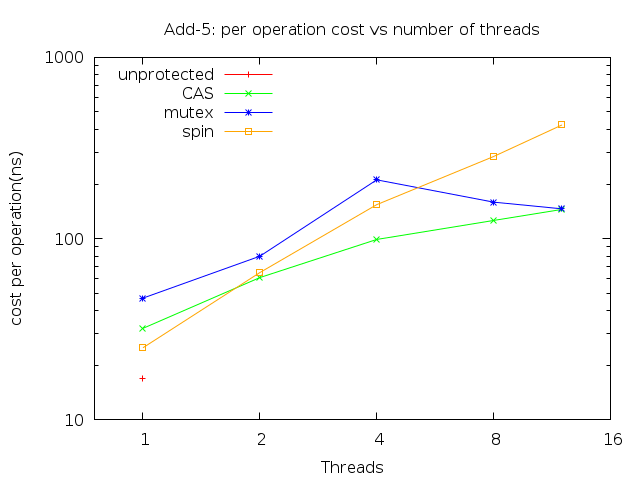 Add-5: per operation cost vs number of threads
1000
unprotected
CAS
mutex
spin
cost per operation(ns)
100
10
1 2 4 8 16
Threads